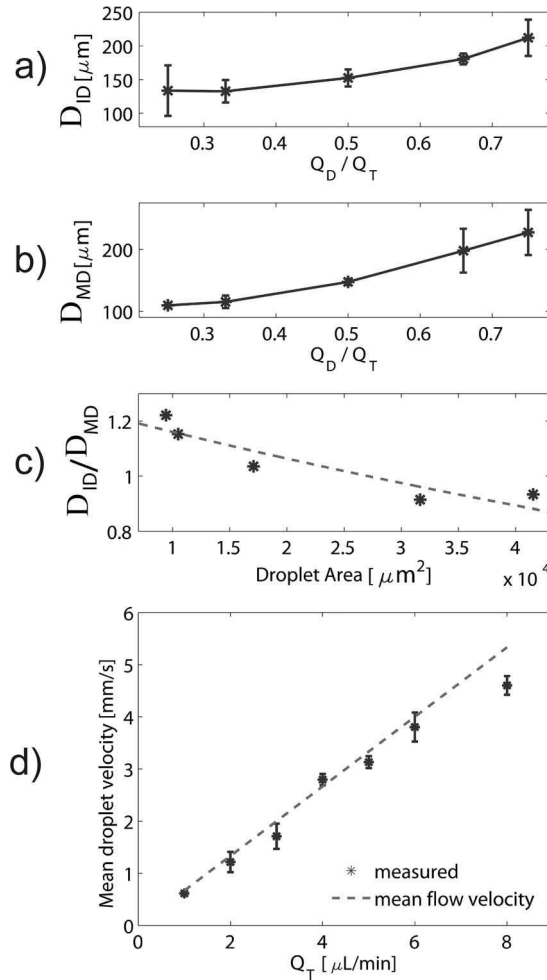 a)
D_ID [μm]
250
200
150
100
0.3 0.4 0.5 0.6 0.7
Q_D / Q_T
b)
D_MD [μm]
200
100
0.3 0.4 0.5 0.6 0.7
Q_D / Q_T
c)
D_ID/D_MD
1.2
1
0.8
1 1.5 2 2.5 3 3.5 4
Droplet Area [ μm²]
x 10⁴
d)
Mean droplet velocity [mm/s]
6
5
4
3
2
1
0
measured
mean flow velocity
0 2 4 6 8
Q_T [ μL/min]